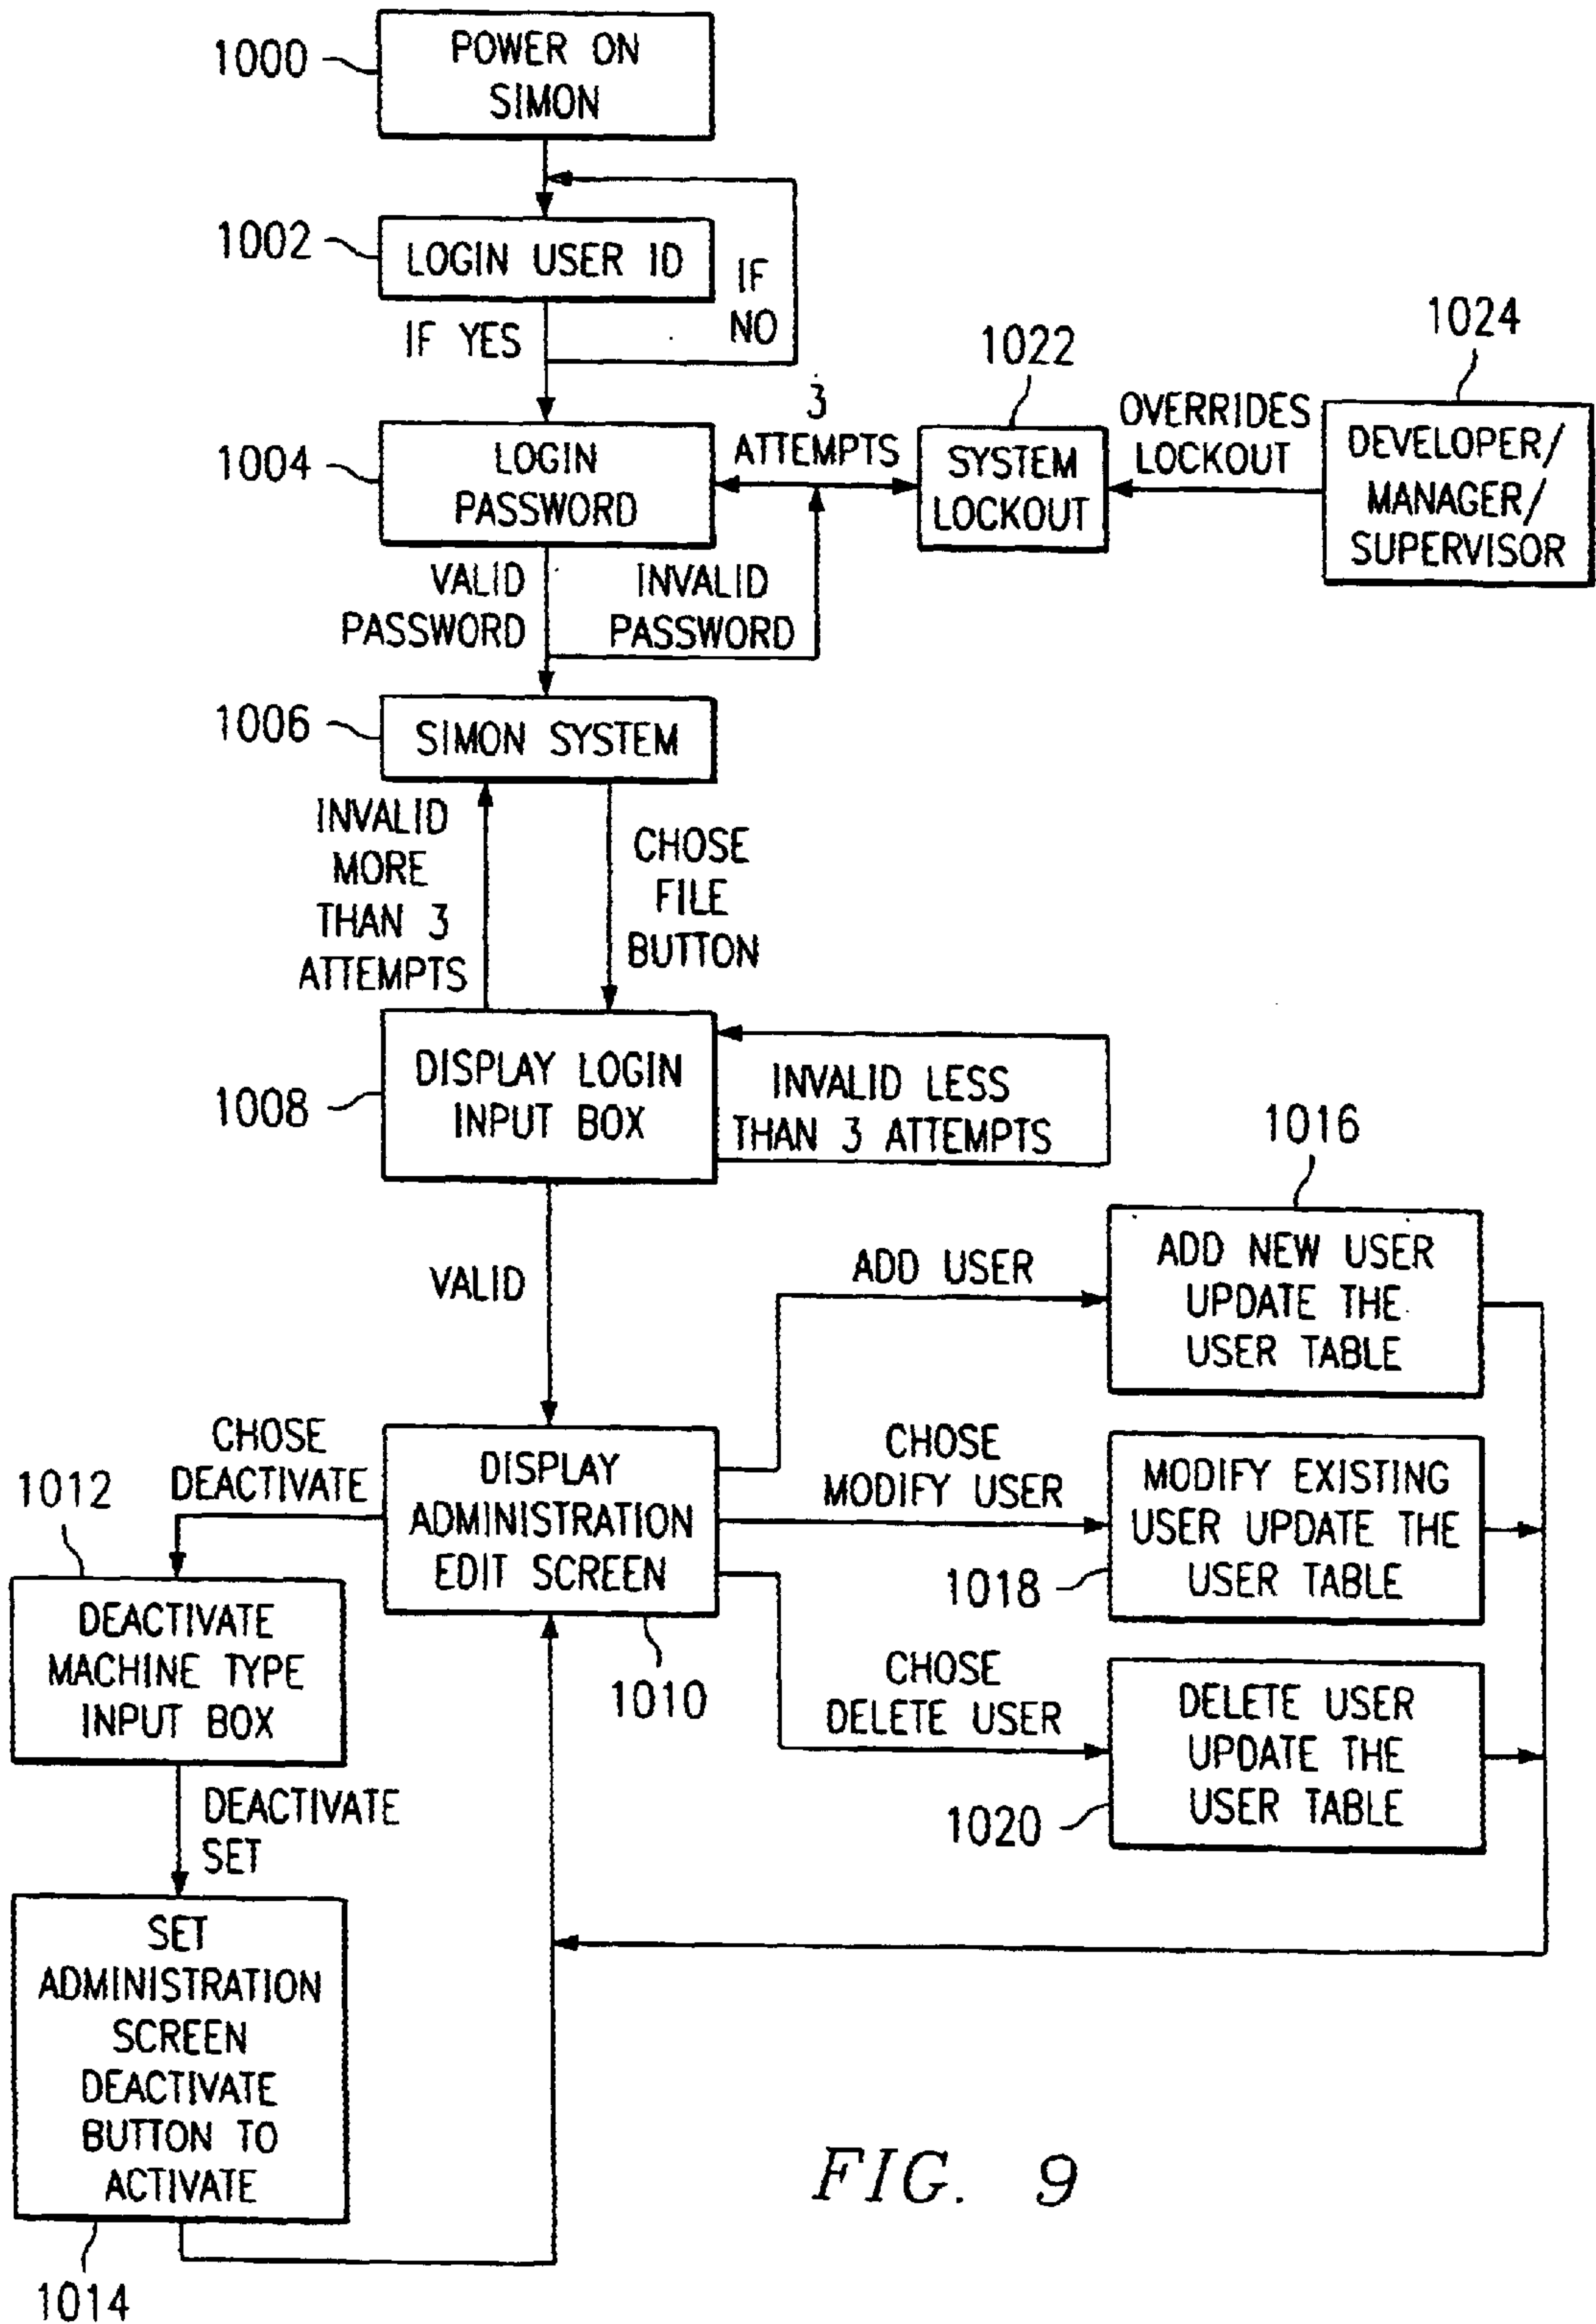 1000
POWER ON
SIMON
1002
LOGIN USER ID
IF YES
IF
NO
1004
LOGIN
PASSWORD
3
ATTEMPTS
1022
SYSTEM
LOCKOUT
OVERRIDES
LOCKOUT
1024
DEVELOPER/
MANAGER/
SUPERVISOR
VALID
PASSWORD
INVALID
PASSWORD
1006
SIMON SYSTEM
INVALID
MORE
THAN 3
ATTEMPTS
CHOSE
FILE
BUTTON
1008
DISPLAY LOGIN
INPUT BOX
INVALID LESS
THAN 3 ATTEMPTS
VALID
ADD USER
1016
ADD NEW USER
UPDATE THE
USER TABLE
CHOSE
DEACTIVATE
DISPLAY
ADMINISTRATION
EDIT SCREEN
1010
CHOSE
MODIFY USER
MODIFY EXISTING
USER UPDATE THE
USER TABLE
1018
CHOSE
DELETE USER
DELETE USER
UPDATE THE
USER TABLE
1020
1012
DEACTIVATE
MACHINE TYPE
INPUT BOX
DEACTIVATE
SET
SET
ADMINISTRATION
SCREEN
DEACTIVATE
BUTTON TO
ACTIVATE
1014
FIG. 9